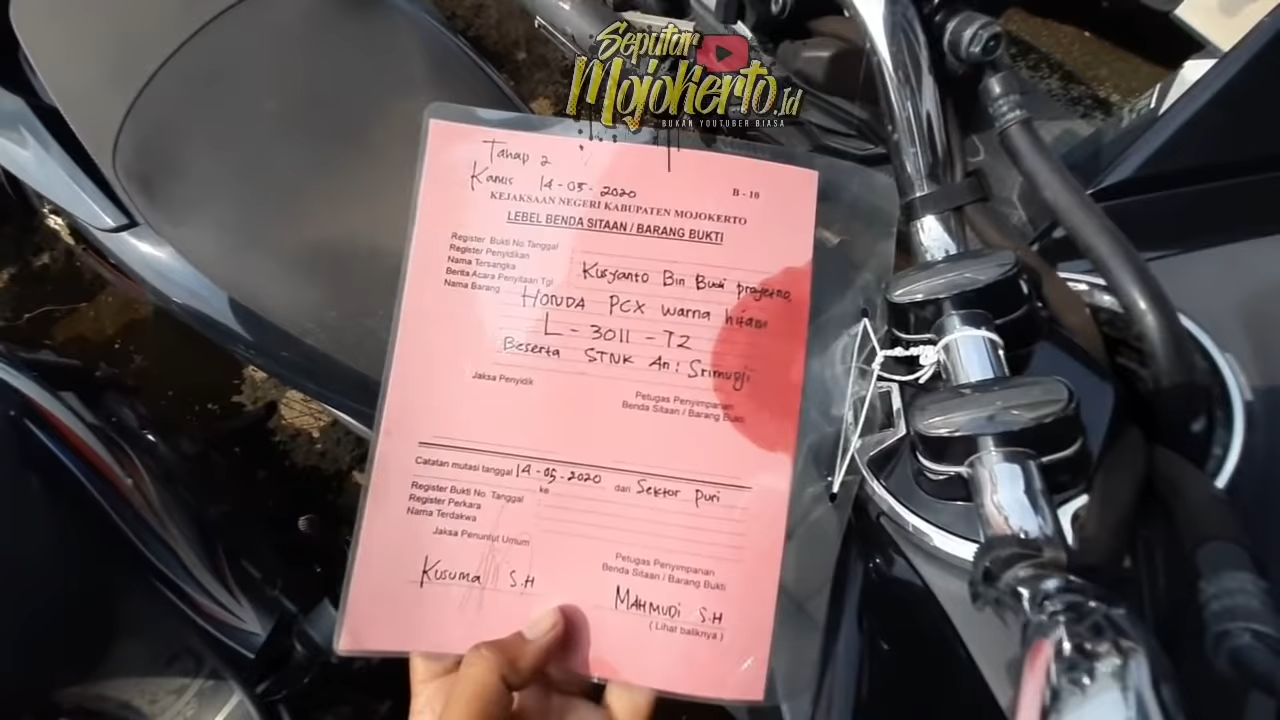 Seputar
Mojokerto.Id
BUKAN YOUTUBER BIASA
Tahap 2
Kamis 14-05-2020
B - 10
KEJAKSAAN NEGERI KABUPATEN MOJOKERTO
LEBEL BENDA SITAAN / BARANG BUKTI
Register Bukti No.Tanggal
Register Penyidikan
Nama Tersangka Kusyanto Bin Budi prayetno.
Berita Acara Penyitaan Tgl
Nama Barang HONDA PCX warna hitam
L - 3011 - TZ
Beserta STNK An : Srimudji
Jaksa Penyidik
Petugas Penyimpanan
Benda Sitaan / Barang Bukti
Catatan mutasi tanggal 14-05-2020 dari Sektor puri
Register Bukti No. Tanggal ke
Register Perkara
Nama Terdakwa
Jaksa Penuntut Umum
Petugas Penyimpanan
Benda Sitaan / Barang Bukti
Kusuma S.H
MAHMUDi S.H
( Lihat baliknya )